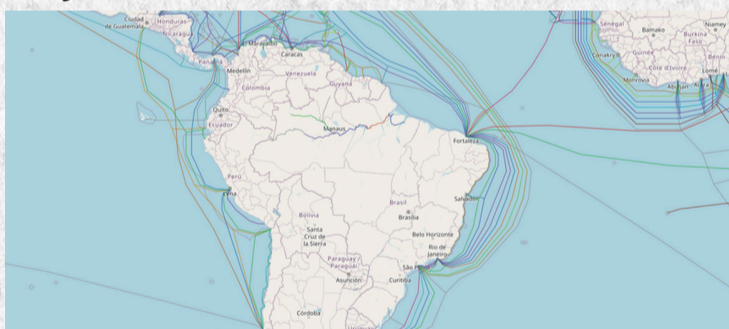 Ciudad
de Guatemala
Honduras
Nicaragua
Panamá
Maracaibo
Caracas
Medellín
Venezuela
Guyana
Colombia
Quito
Ecuador
Manaus
Fortaleza
Perú
Lima
Brasil
Salvador
Brasília
Bolivia
Santa
Cruz de
la Sierra
Belo Horizonte
Rio de
Janeiro
São Paulo
Paraguay /
Paraguái
Asunción
Curitiba
Córdoba
Uruguay
Sénégal
Bamako
Niamey
Burkina
Faso
Guinée
Conakry
Bénin
Côte d'Ivoire
Lomé
Monrovia
Abidjan
Accra